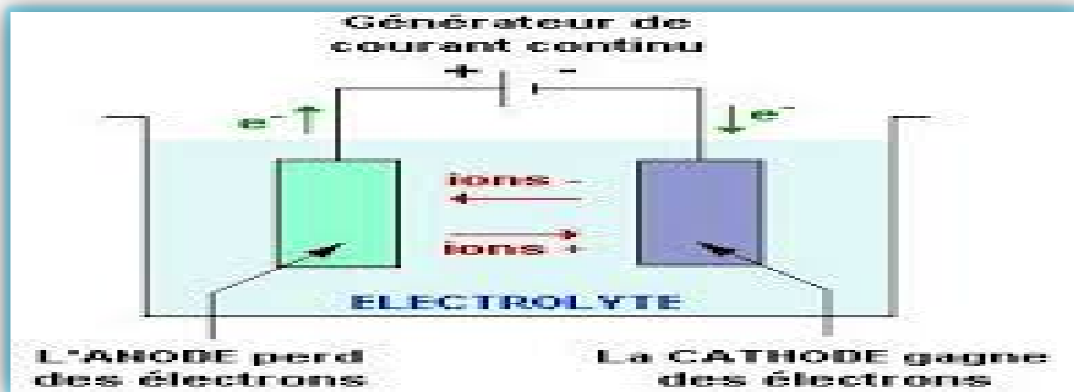 Générateur de
courant continu
+ -
e- ↑ ↓ e-
ions -
ions +
ELECTROLYTE
L'ANODE perd
des électrons
La CATHODE gagne
des électrons